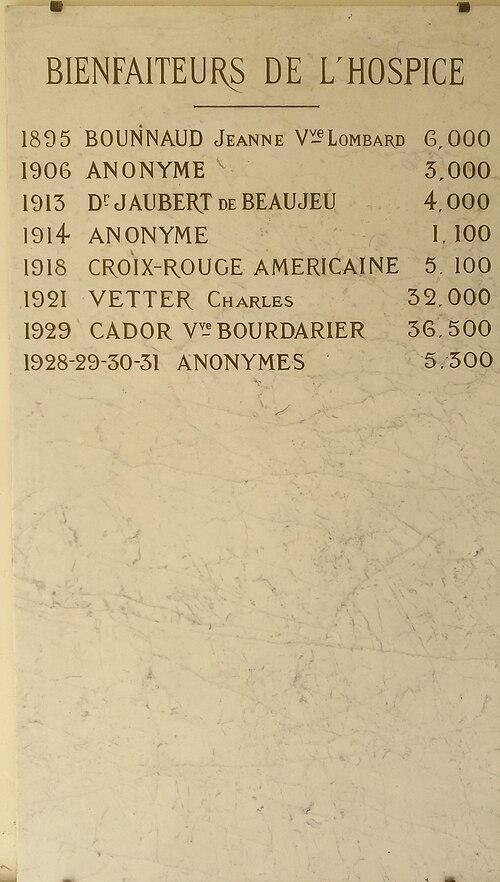 BIENFAITEURS DE L'HOSPICE
1895 BOUNNAUD JEANNE Vve LOMBARD 6,000
1906 ANONYME 3,000
1913 Dr JAUBERT DE BEAUJEU 4,000
1914 ANONYME 1,100
1918 CROIX-ROUGE AMERICAINE 5.100
1921 VETTER CHARLES 32.000
1929 CADOR Vve BOURDARIER 36,500
1928-29-30-31 ANONYMES 5,300